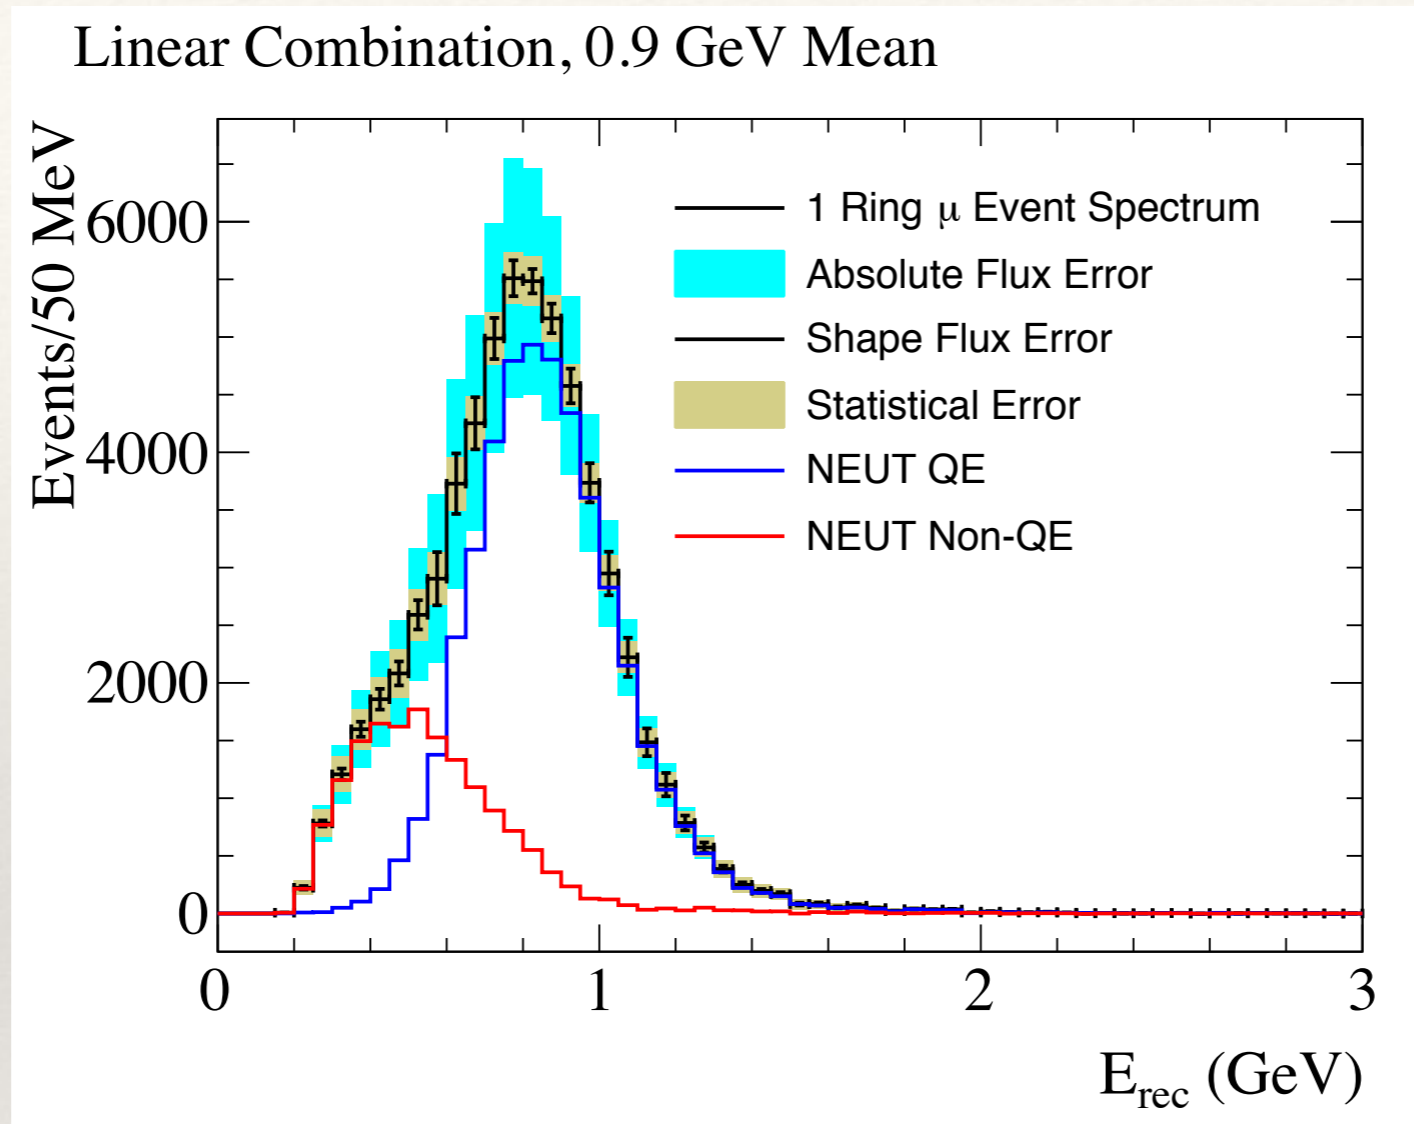 Linear Combination, 0.9 GeV Mean
Events/50 MeV
6000
4000
2000
0
1 Ring μ Event Spectrum
Absolute Flux Error
Shape Flux Error
Statistical Error
NEUT QE
NEUT Non-QE
0 1 2 3
E_rec (GeV)